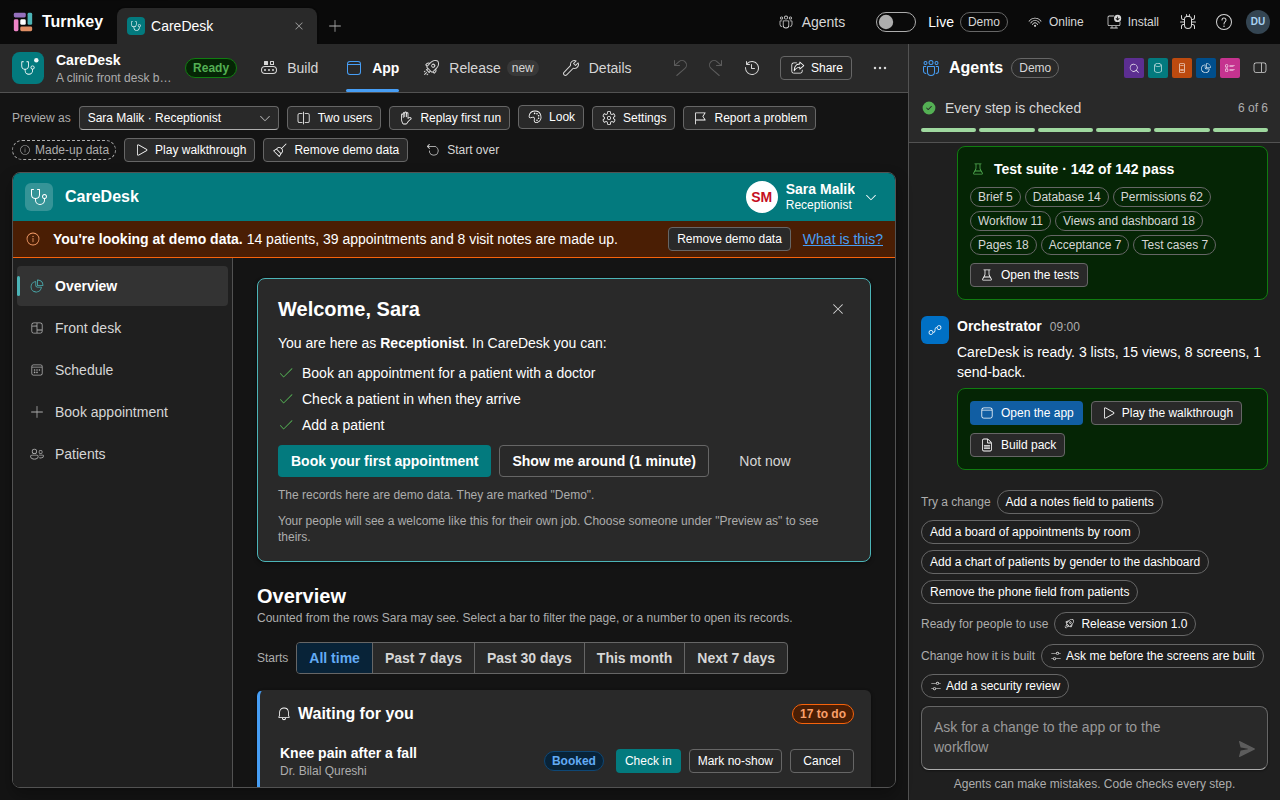 Turnkey
CareDesk
Agents
Live
Demo
Online
Install
DU
CareDesk
A clinic front desk b...
Ready
Build
App
Release
new
Details
Share
Agents
Demo
Every step is checked
6 of 6
Preview as
Sara Malik · Receptionist
Two users
Replay first run
Look
Settings
Report a problem
Made-up data
Play walkthrough
Remove demo data
Start over
CareDesk
SM
Sara Malik
Receptionist
You're looking at demo data. 14 patients, 39 appointments and 8 visit notes are made up.
Remove demo data
What is this?
Overview
Front desk
Schedule
Book appointment
Patients
Welcome, Sara
You are here as Receptionist. In CareDesk you can:
Book an appointment for a patient with a doctor
Check a patient in when they arrive
Add a patient
Book your first appointment
Show me around (1 minute)
Not now
The records here are demo data. They are marked "Demo".
Your people will see a welcome like this for their own job. Choose someone under "Preview as" to see
theirs.
Overview
Counted from the rows Sara may see. Select a bar to filter the page, or a number to open its records.
Starts
All time
Past 7 days
Past 30 days
This month
Next 7 days
Waiting for you
17 to do
Knee pain after a fall
Dr. Bilal Qureshi
Booked
Check in
Mark no-show
Cancel
Test suite · 142 of 142 pass
Brief 5
Database 14
Permissions 62
Workflow 11
Views and dashboard 18
Pages 18
Acceptance 7
Test cases 7
Open the tests
Orchestrator 09:00
CareDesk is ready. 3 lists, 15 views, 8 screens, 1
send-back.
Open the app
Play the walkthrough
Build pack
Try a change
Add a notes field to patients
Add a board of appointments by room
Add a chart of patients by gender to the dashboard
Remove the phone field from patients
Ready for people to use
Release version 1.0
Change how it is built
Ask me before the screens are built
Add a security review
Ask for a change to the app or to the
workflow
Agents can make mistakes. Code checks every step.